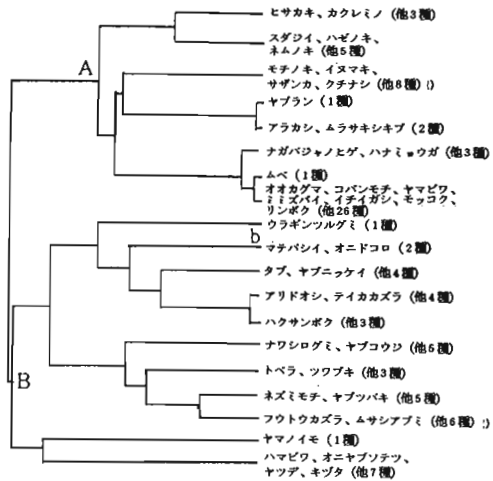 ヒサカキ、カクレミノ (他3種)
スダジイ、ハゼノキ、
ネムノキ (他5種)
A
モチノキ、イヌマキ、
サザンカ、クチナシ (他8種)
ヤブラン (1種)
アラカシ、ムラサキシキブ (2種)
ナガバジャノヒゲ、ハナミョウガ (他3種)
ムベ (1種)
オオカグマ、コバンモチ、ヤマビワ、
ミミズバイ、イチイガシ、モッコク、
リンボク (他26種)
ウラギンツルグミ (1種)
b
マテバシイ、オニドコロ (2種)
タブ、ヤブニッケイ (他4種)
アリドオシ、テイカカズラ (他4種)
ハクサンボク (他3種)
ナワシログミ、ヤブコウジ (他5種)
トベラ、ツワブキ (他3種)
B
ネズミモチ、ヤブツバキ (他5種)
フウトウカズラ、ムサシアブミ (他6種)
ヤマノイモ (1種)
ハマビワ、オニヤブソテツ、
ヤツデ、キヅタ (他7種)